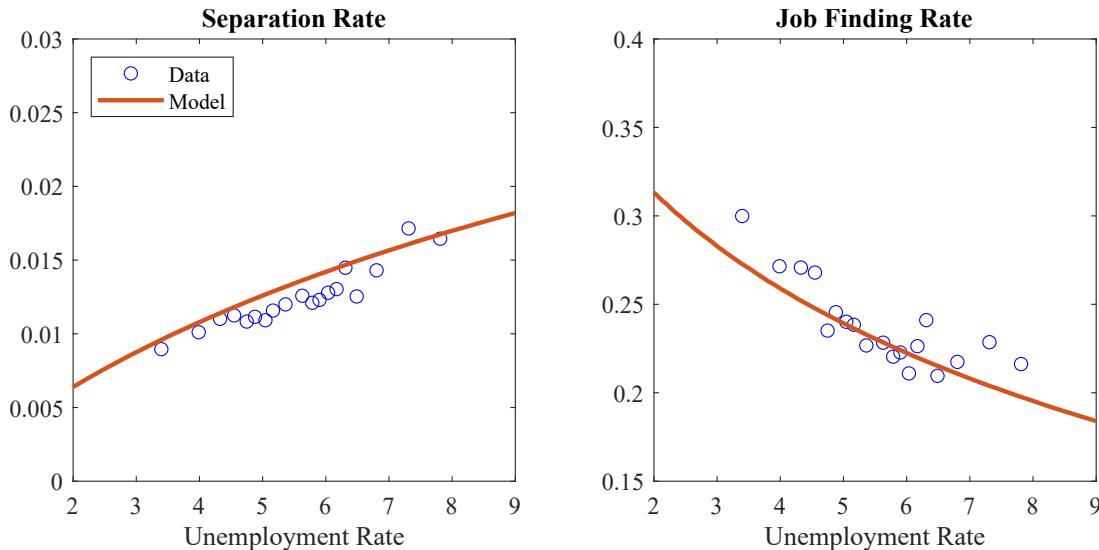 Separation Rate
0.03
0.025
0.02
0.015
0.01
0.005
0
2 3 4 5 6 7 8 9
Unemployment Rate
Data
Model
Job Finding Rate
0.4
0.35
0.3
0.25
0.2
0.15
2 3 4 5 6 7 8 9
Unemployment Rate